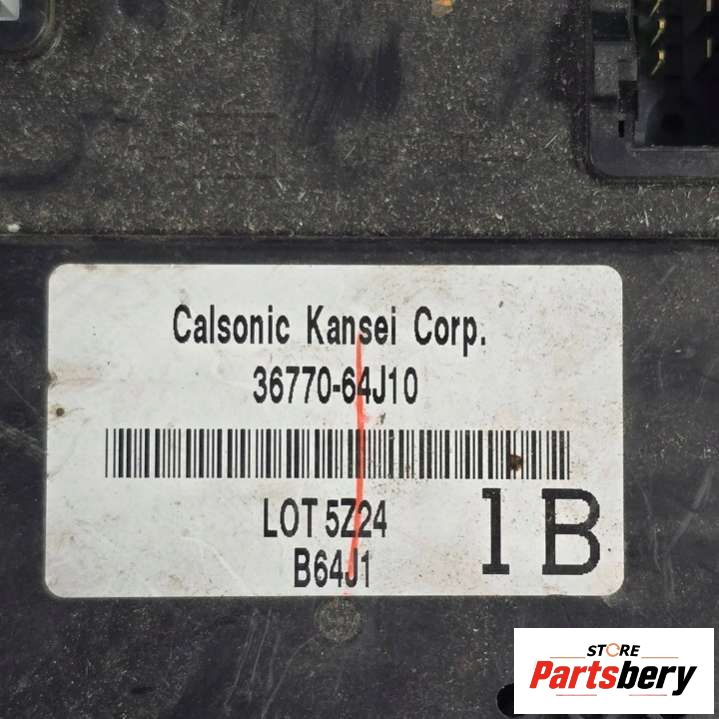 Calsonic Kansei Corp.
36770-64J10
LOT 5Z24
B64J1
1B
STORE
Partsbery